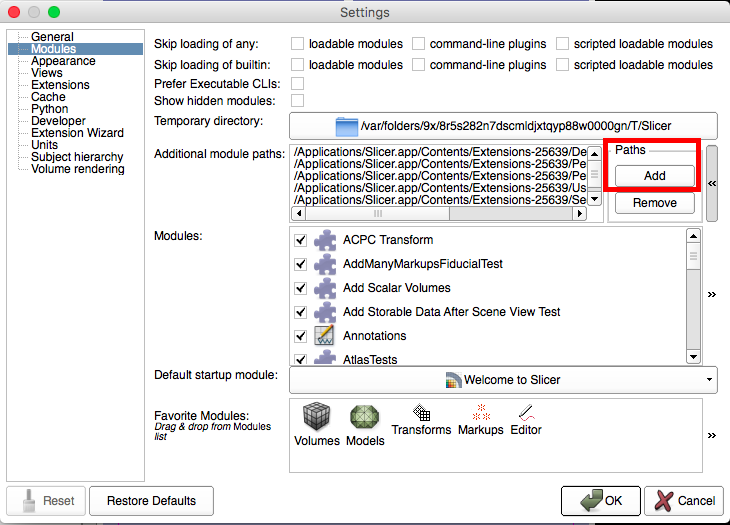 Settings
General
Modules
Appearance
Views
Extensions
Cache
Python
Developer
Extension Wizard
Units
Subject hierarchy
Volume rendering
Skip loading of any: loadable modules command-line plugins scripted loadable modules
Skip loading of builtin: loadable modules command-line plugins scripted loadable modules
Prefer Executable CLIs:
Show hidden modules:
Temporary directory: /var/folders/9x/8r5s282n7dscmldjxtqyp88w0000gn/T/Slicer
Additional module paths:
/Applications/Slicer.app/Contents/Extensions-25639/De
/Applications/Slicer.app/Contents/Extensions-25639/Pe
/Applications/Slicer.app/Contents/Extensions-25639/Pe
/Applications/Slicer.app/Contents/Extensions-25639/Us
/Applications/Slicer.app/Contents/Extensions-25639/Se
Paths
Add
Remove
«
Modules:
ACPC Transform
AddManyMarkupsFiducialTest
Add Scalar Volumes
Add Storable Data After Scene View Test
Annotations
AtlasTests
»
Default startup module: Welcome to Slicer
Favorite Modules:
Drag & drop from Modules
list
Volumes Models Transforms Markups Editor
»
Reset Restore Defaults OK Cancel